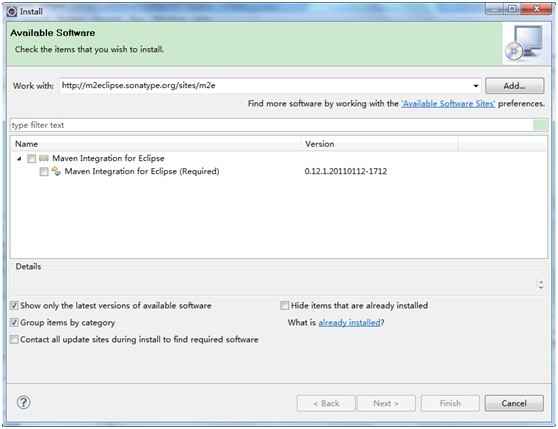 Install
Available Software
Check the items that you wish to install.
Work with: http://m2eclipse.sonatype.org/sites/m2e Add...
Find more software by working with the 'Available Software Sites' preferences.
type filter text
Name Version
Maven Integration for Eclipse
Maven Integration for Eclipse (Required) 0.12.1.20110112-1712
Details
Show only the latest versions of available software Hide items that are already installed
Group items by category What is already installed?
Contact all update sites during install to find required software
? < Back Next > Finish Cancel